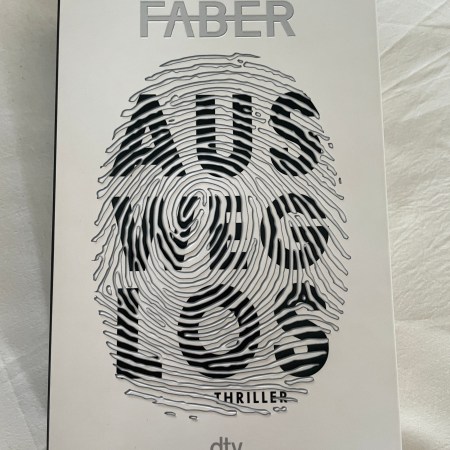 FABER
AUS
WEG
LOS
THRILLER
dtv